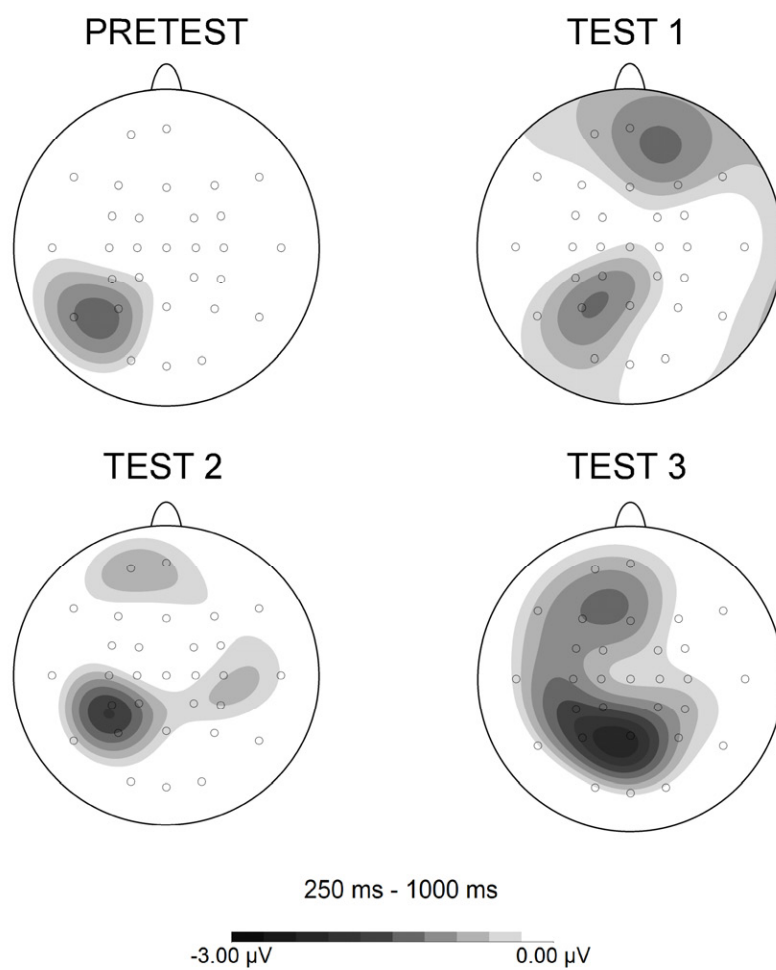 PRETEST
TEST 1
TEST 2
TEST 3
250 ms - 1000 ms
-3.00 µV
0.00 µV